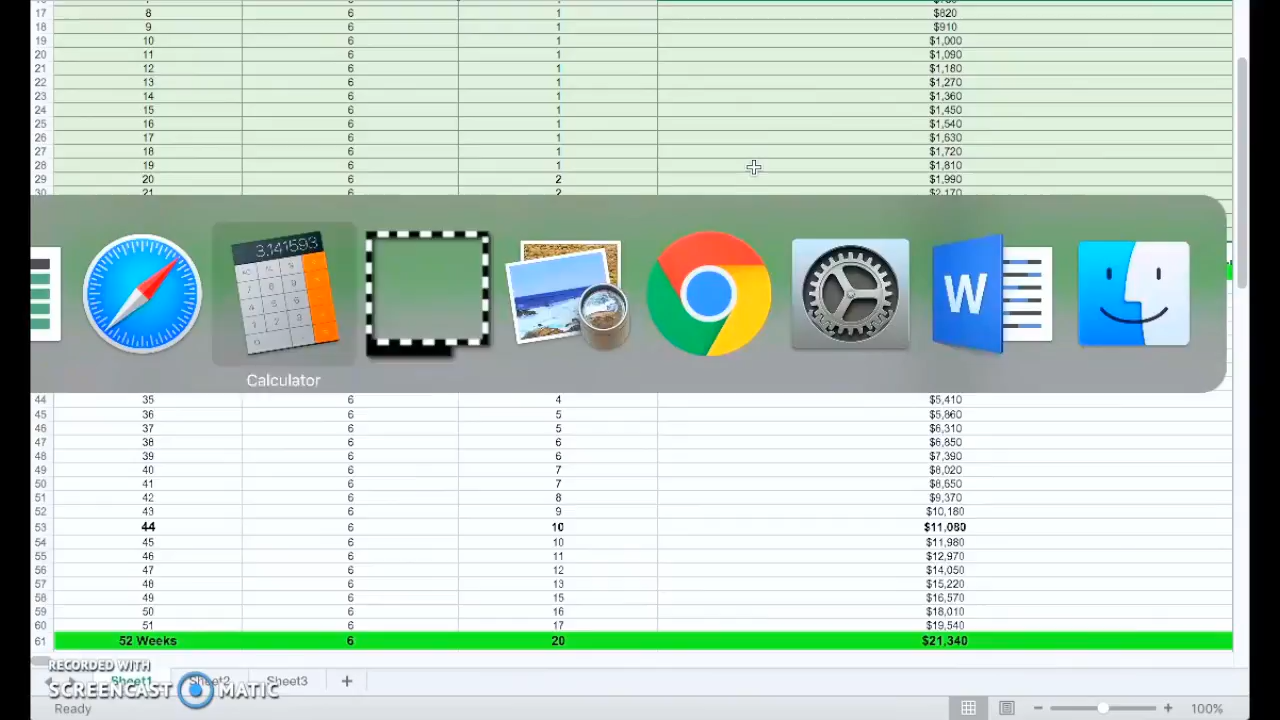 17 8 6 1 $820
18 9 6 1 $910
19 10 6 1 $1,000
20 11 6 1 $1,090
21 12 6 1 $1,180
22 13 6 1 $1,270
23 14 6 1 $1,360
24 15 6 1 $1,450
25 16 6 1 $1,540
26 17 6 1 $1,630
27 18 6 1 $1,720
28 19 6 1 $1,810
29 20 6 2 $1,990
30 21 6 2 $2,170
3.141593
W
Calculator
44 35 6 4 $5,410
45 36 6 5 $5,860
46 37 6 5 $6,310
47 38 6 6 $6,850
48 39 6 6 $7,390
49 40 6 7 $8,020
50 41 6 7 $8,650
51 42 6 8 $9,370
52 43 6 9 $10,180
53 44 6 10 $11,080
54 45 6 10 $11,980
55 46 6 11 $12,970
56 47 6 12 $14,050
57 48 6 13 $15,220
58 49 6 15 $16,570
59 50 6 16 $18,010
60 51 6 17 $19,540
61 52 Weeks 6 20 $21,340
RECORDED WITH
SCREENCAST MATIC
Sheet1 Sheet2 Sheet3 +
Ready 100%